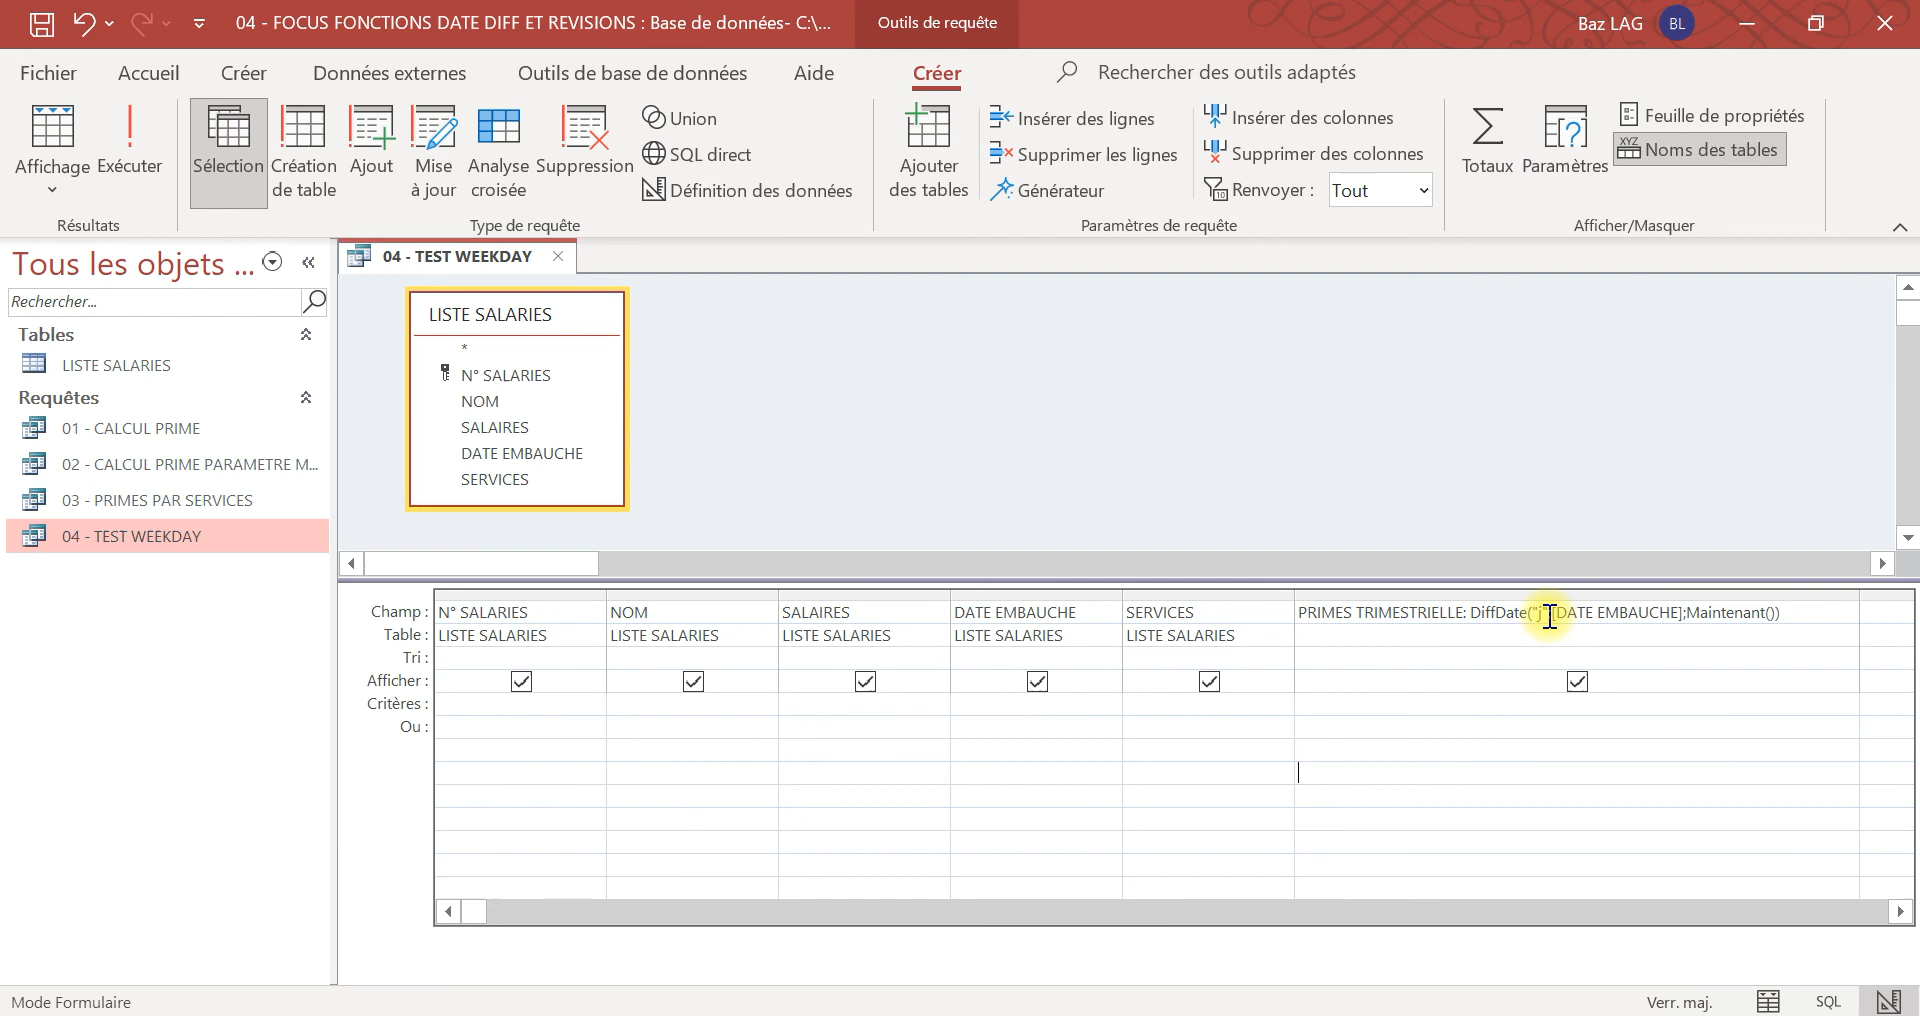 04 - FOCUS FONCTIONS DATE DIFF ET REVISIONS : Base de données- C:\... Outils de requête Baz LAG BL
Fichier Accueil Créer Données externes Outils de base de données Aide Créer Rechercher des outils adaptés
Affichage Exécuter
Résultats
Sélection Création de table Ajout Mise à jour Analyse croisée Suppression
Union
SQL direct
Définition des données
Type de requête
Ajouter des tables
Insérer des lignes
Supprimer les lignes
Générateur
Insérer des colonnes
Supprimer des colonnes
Renvoyer : Tout
Paramètres de requête
Totaux Paramètres
Feuille de propriétés
XYZ Noms des tables
Afficher/Masquer
Tous les objets ...
Rechercher...
Tables
LISTE SALARIES
Requêtes
01 - CALCUL PRIME
02 - CALCUL PRIME PARAMETRE M...
03 - PRIMES PAR SERVICES
04 - TEST WEEKDAY
04 - TEST WEEKDAY
LISTE SALARIES
*
N° SALARIES
NOM
SALAIRES
DATE EMBAUCHE
SERVICES
Champ : N° SALARIES NOM SALAIRES DATE EMBAUCHE SERVICES PRIMES TRIMESTRIELLE: DiffDate("j";[DATE EMBAUCHE];Maintenant())
Table : LISTE SALARIES LISTE SALARIES LISTE SALARIES LISTE SALARIES LISTE SALARIES
Tri :
Afficher :
Critères :
Ou :
Mode Formulaire Verr. maj. SQL